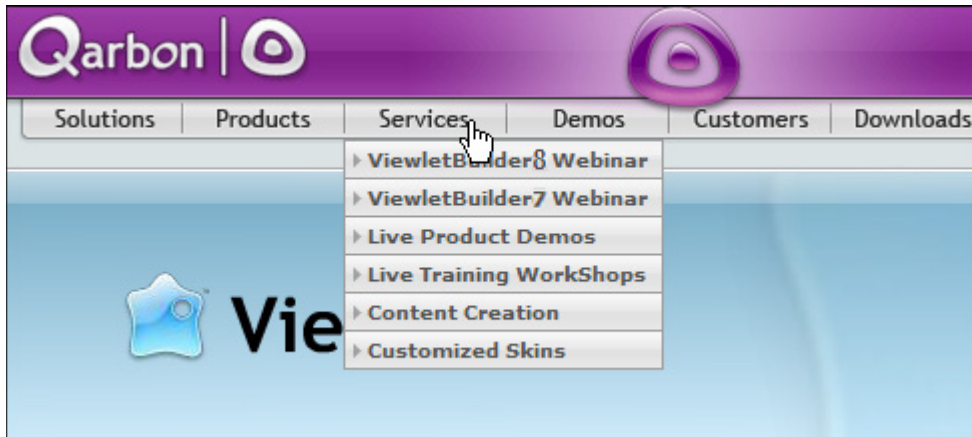 Qarbon
Solutions Products Services Demos Customers Downloads
ViewletBuilder8 Webinar
ViewletBuilder7 Webinar
Live Product Demos
Live Training WorkShops
Content Creation
Customized Skins
Vie